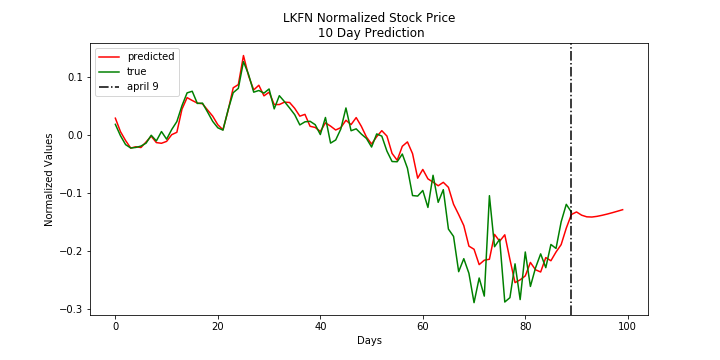 LKFN Normalized Stock Price
10 Day Prediction
predicted
true
april 9
Normalized Values
0.1
0.0
−0.1
−0.2
−0.3
0 20 40 60 80 100
Days